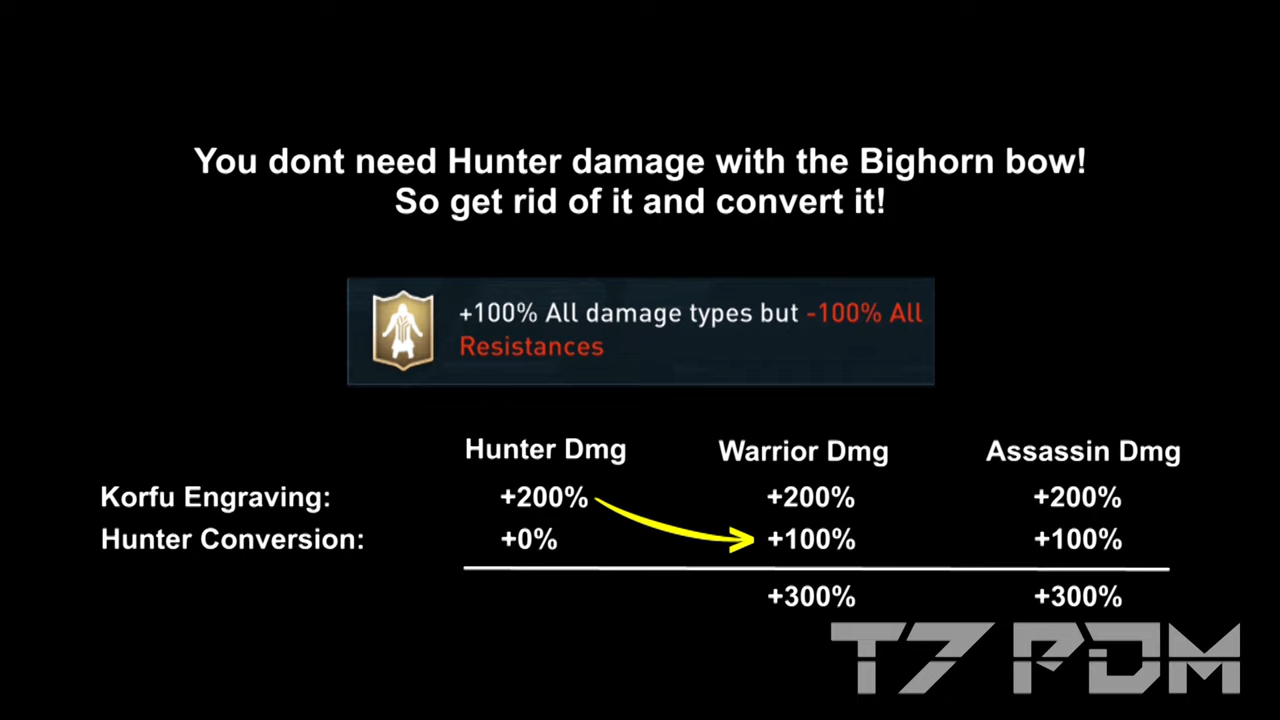 You dont need Hunter damage with the Bighorn bow!
So get rid of it and convert it!
+100% All damage types but -100% All
Resistances
Hunter Dmg Warrior Dmg Assassin Dmg
Korfu Engraving: +200% +200% +200%
Hunter Conversion: +0% +100% +100%
+300% +300%
T7 PDM